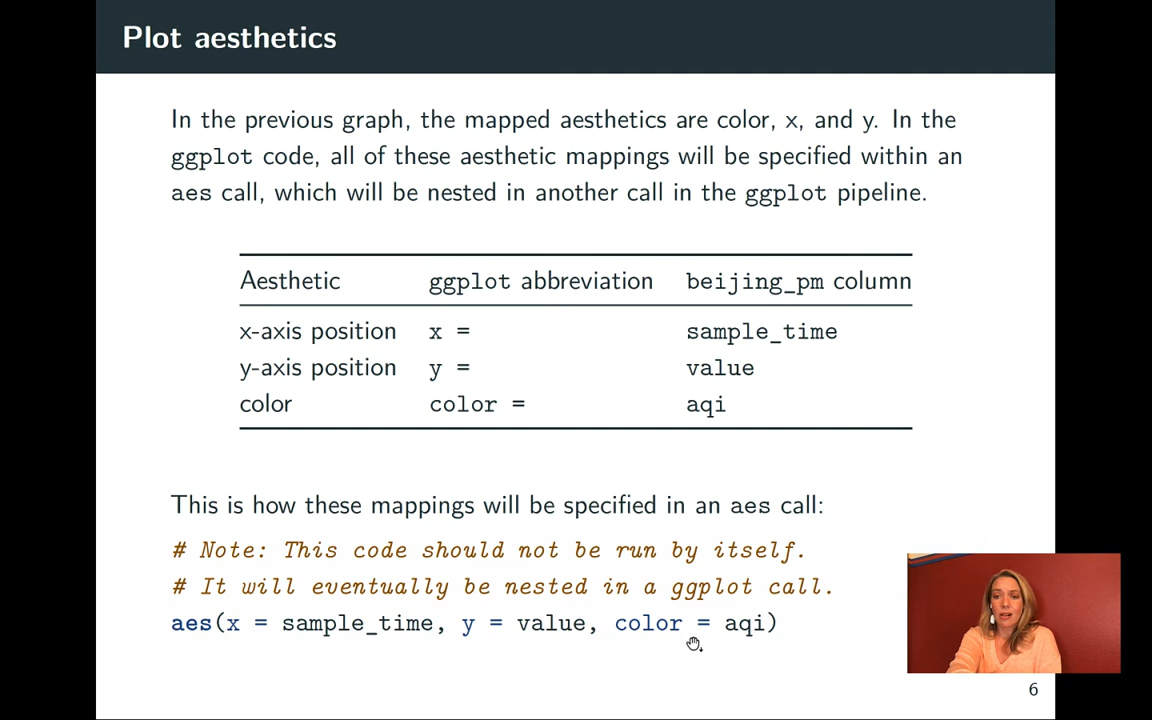 Plot aesthetics
In the previous graph, the mapped aesthetics are color, x, and y. In the
ggplot code, all of these aesthetic mappings will be specified within an
aes call, which will be nested in another call in the ggplot pipeline.
Aesthetic ggplot abbreviation beijing_pm column
x-axis position x = sample_time
y-axis position y = value
color color = aqi
This is how these mappings will be specified in an aes call:
# Note: This code should not be run by itself.
# It will eventually be nested in a ggplot call.
aes(x = sample_time, y = value, color = aqi)
6